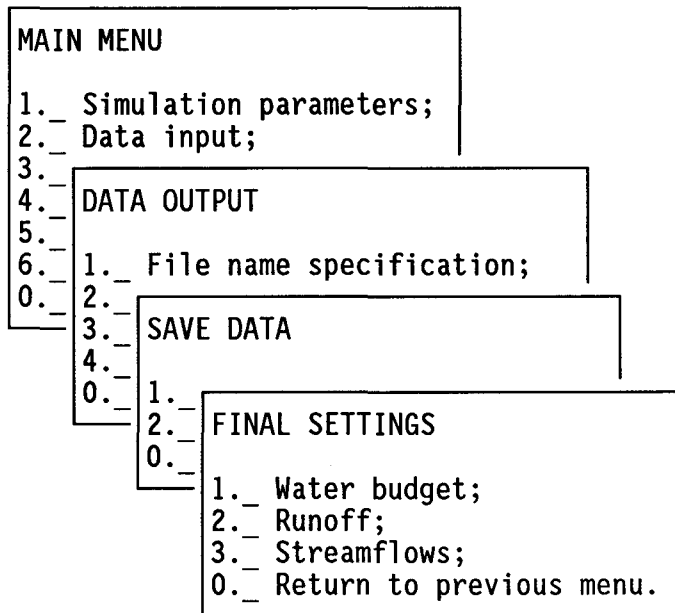 MAIN MENU
1._ Simulation parameters;
2._ Data input;
3._
4._
5._
6._
0._
DATA OUTPUT
1._ File name specification;
2._
3._
4._
0._
SAVE DATA
1._
2._
0._
FINAL SETTINGS
1._ Water budget;
2._ Runoff;
3._ Streamflows;
0._ Return to previous menu.